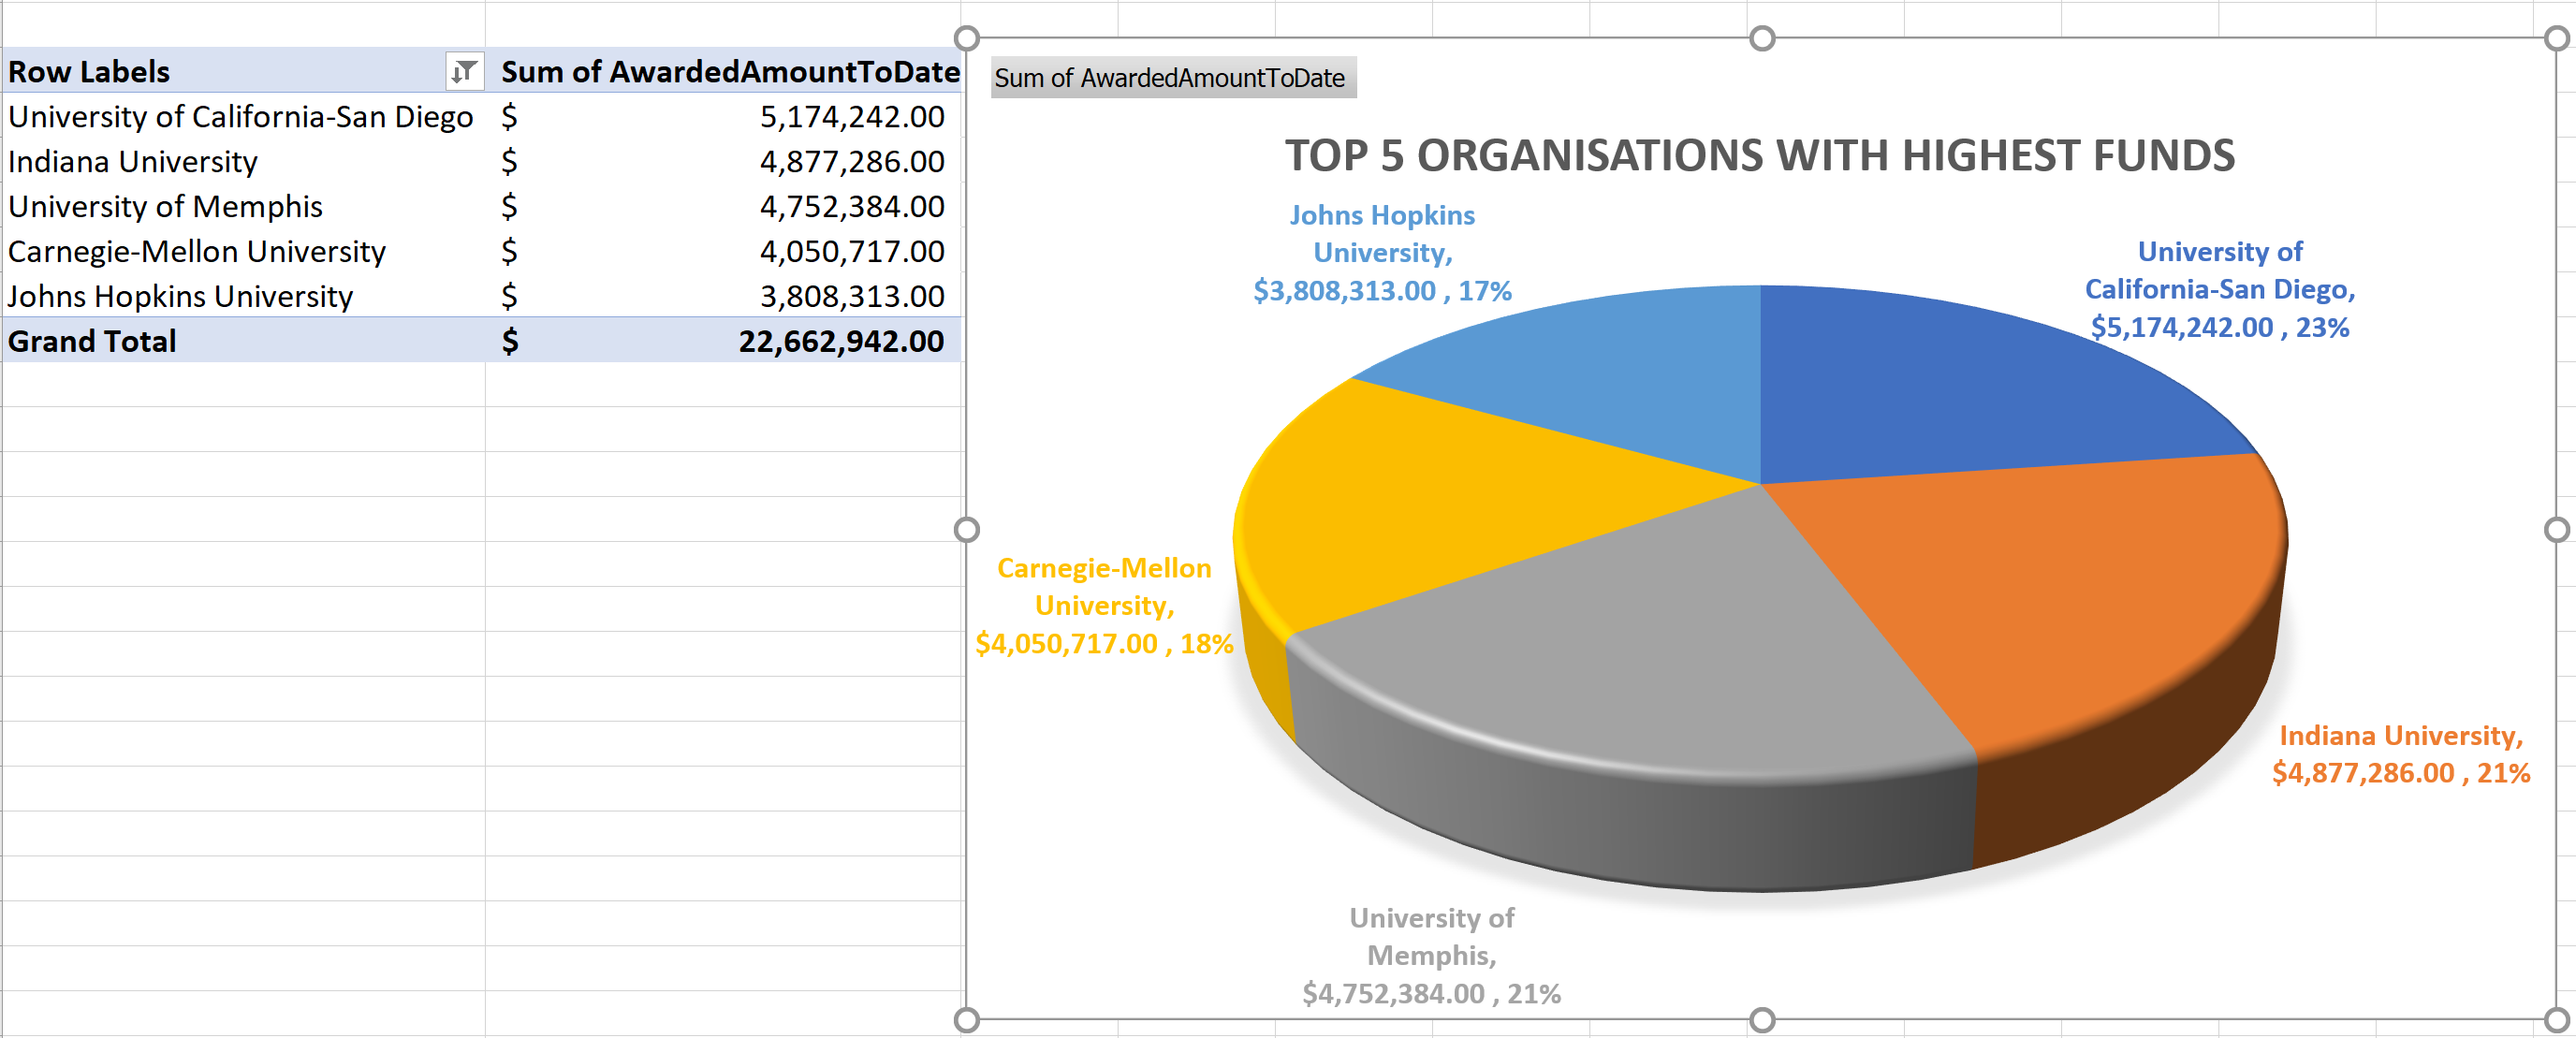 Row Labels Sum of AwardedAmountToDate
University of California-San Diego $ 5,174,242.00
Indiana University $ 4,877,286.00
University of Memphis $ 4,752,384.00
Carnegie-Mellon University $ 4,050,717.00
Johns Hopkins University $ 3,808,313.00
Grand Total $ 22,662,942.00
Sum of AwardedAmountToDate
TOP 5 ORGANISATIONS WITH HIGHEST FUNDS
Johns Hopkins
University,
$3,808,313.00 , 17%
University of
California-San Diego,
$5,174,242.00 , 23%
Carnegie-Mellon
University,
$4,050,717.00 , 18%
Indiana University,
$4,877,286.00 , 21%
University of
Memphis,
$4,752,384.00 , 21%